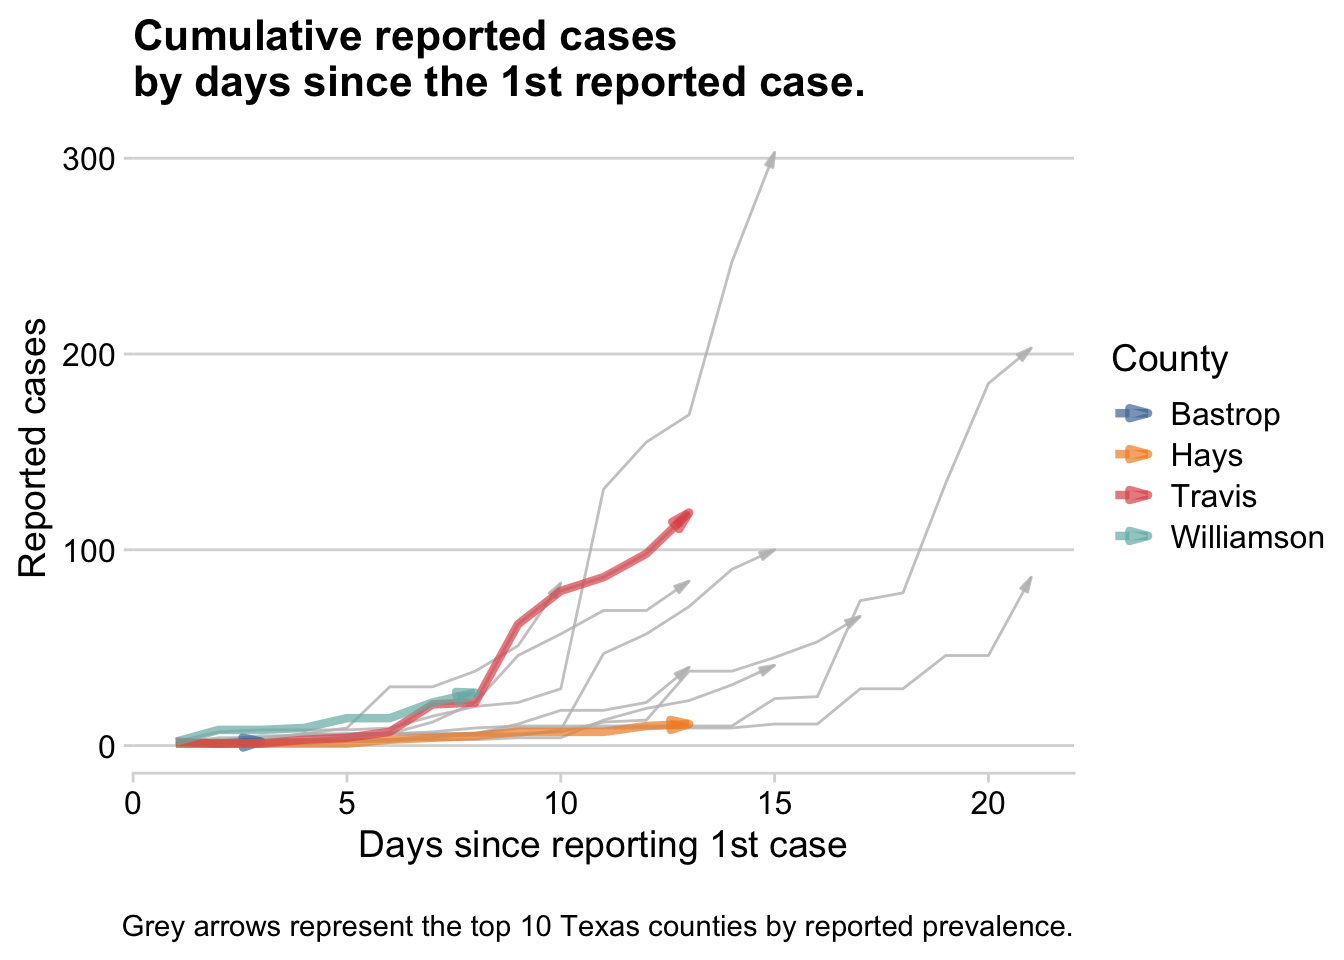 Cumulative reported cases
by days since the 1st reported case.
300
200
100
0
Reported cases
0 5 10 15 20
Days since reporting 1st case
County
Bastrop
Hays
Travis
Williamson
Grey arrows represent the top 10 Texas counties by reported prevalence.